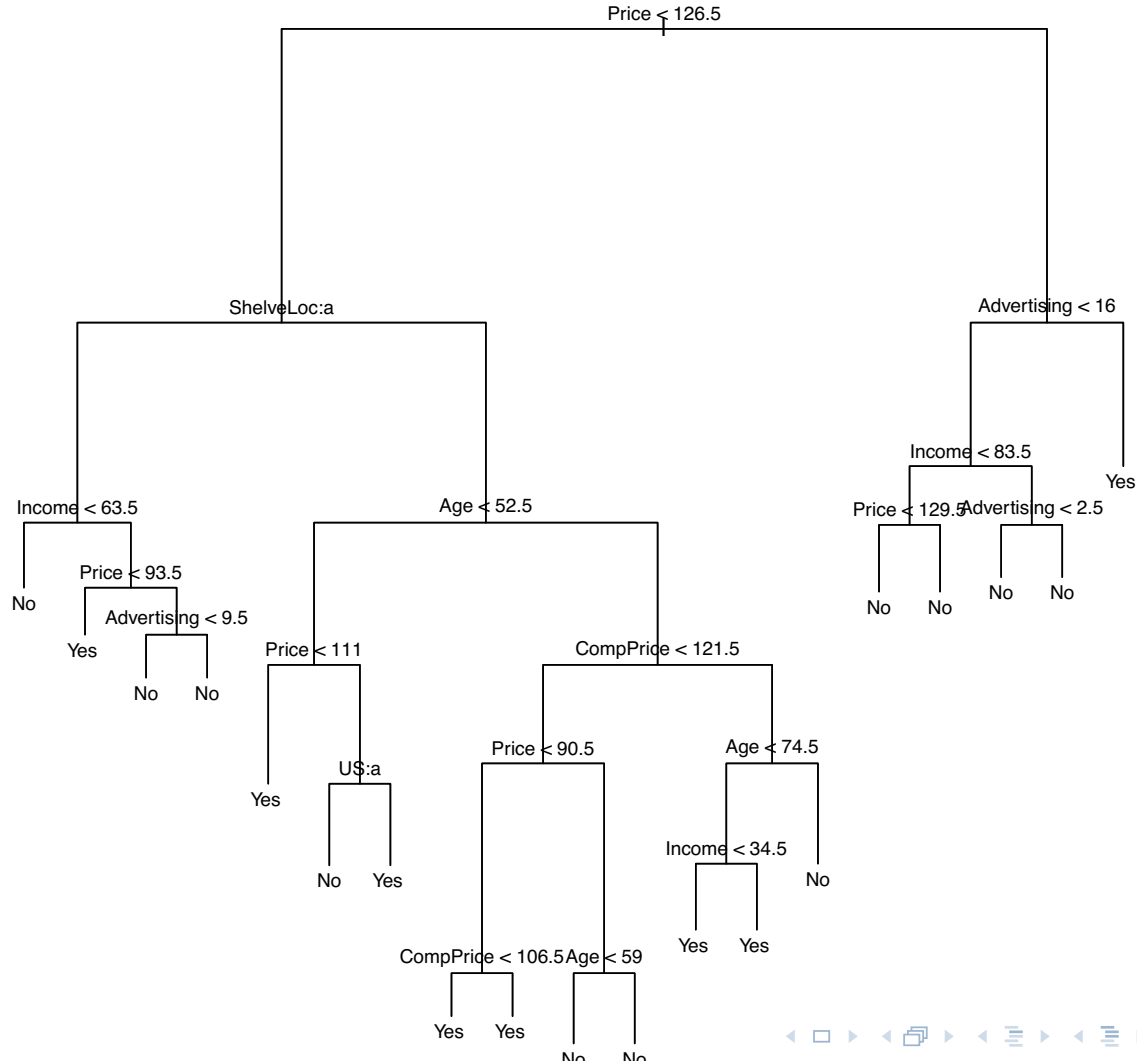 Price < 126.5
ShelveLoc:a
Advertising < 16
Income < 83.5
Yes
Income < 63.5
Age < 52.5
Price < 129.5
Advertising < 2.5
Price < 93.5
No
No
No
No
No
Advertising < 9.5
Yes
Price < 111
CompPrice < 121.5
No
No
Price < 90.5
Age < 74.5
US:a
Yes
Income < 34.5
No
Yes
No
Yes
Yes
CompPrice < 106.5
Age < 59
Yes
Yes
No
No